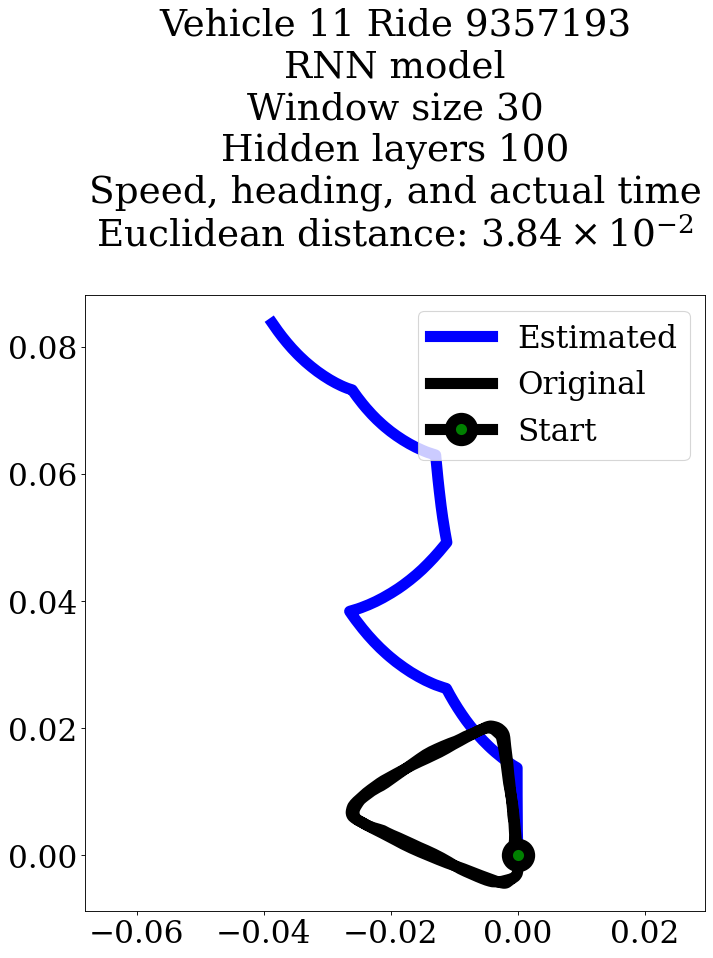 Vehicle 11 Ride 9357193
RNN model
Window size 30
Hidden layers 100
Speed, heading, and actual time
Euclidean distance: 3.84 × 10⁻²
Estimated
Original
Start
0.08
0.06
0.04
0.02
0.00
−0.06 −0.04 −0.02 0.00 0.02